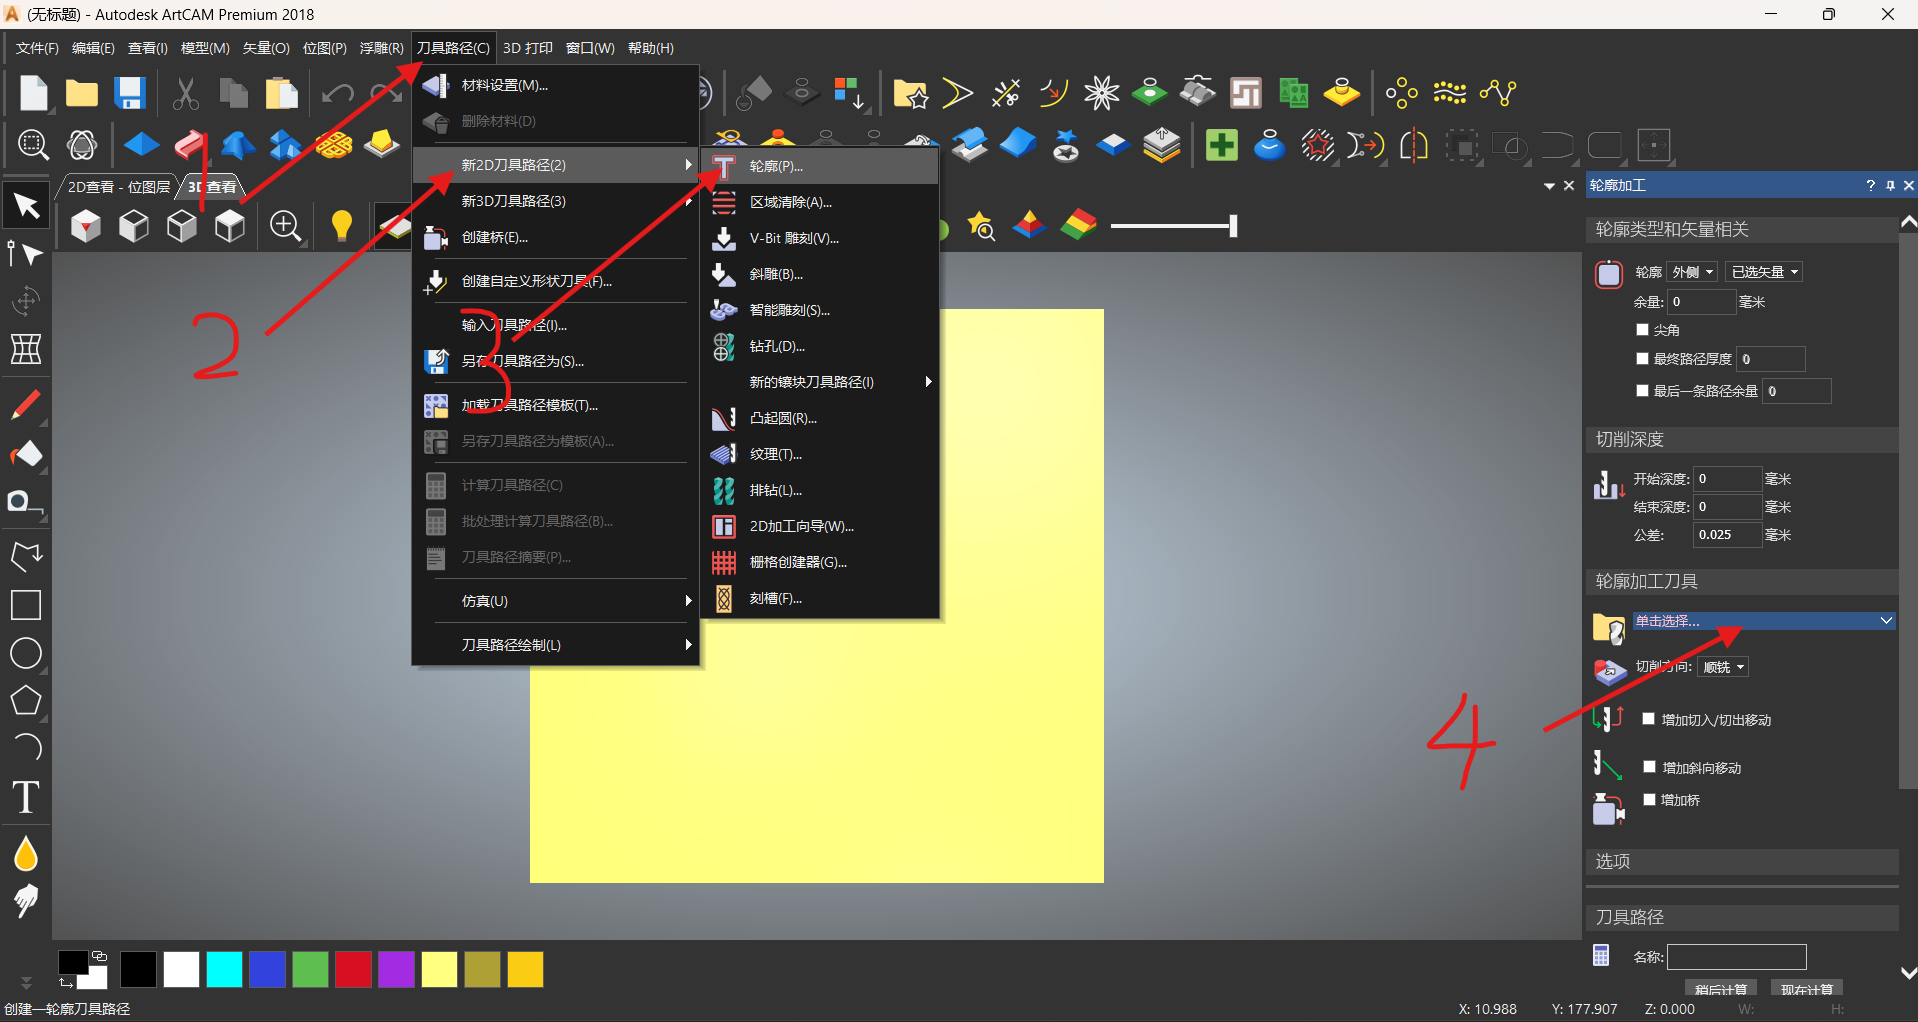 (无标题) - Autodesk ArtCAM Premium 2018
文件(F) 编辑(E) 查看(I) 模型(M) 矢量(O) 位图(P) 浮雕(R) 刀具路径(C) 3D 打印 窗口(W) 帮助(H)
材料设置(M)...
删除材料(D)
新2D刀具路径(2)
新3D刀具路径(3)
创建桥(E)...
创建自定义形状刀具(F)...
输入刀具路径(I)...
另存刀具路径为(S)...
加载刀具路径模板(T)...
另存刀具路径为模板(A)...
计算刀具路径(C)
批处理计算刀具路径(B)...
刀具路径摘要(P)...
仿真(U)
刀具路径绘制(L)
轮廓(P)...
区域清除(A)...
V-Bit 雕刻(V)...
斜雕(B)...
智能雕刻(S)...
钻孔(D)...
新的镶块刀具路径(I)
凸起圆(R)...
纹理(T)...
排钻(L)...
2D加工向导(W)...
栅格创建器(G)...
刻槽(F)...
2D查看 - 位图层
3D查看
1
2
3
4
轮廓加工
轮廓类型和矢量相关
轮廓 外侧 已选矢量
余量: 0 毫米
尖角
最终路径厚度 0
最后一条路径余量 0
切削深度
开始深度: 0 毫米
结束深度: 0 毫米
公差: 0.025 毫米
轮廓加工刀具
单击选择...
切削方向: 顺铣
增加切入/切出移动
增加斜向移动
增加桥
选项
刀具路径
名称:
稍后计算 现在计算
创建一轮廓刀具路径
X: 10.988 Y: 177.907 Z: 0.000 W: H: